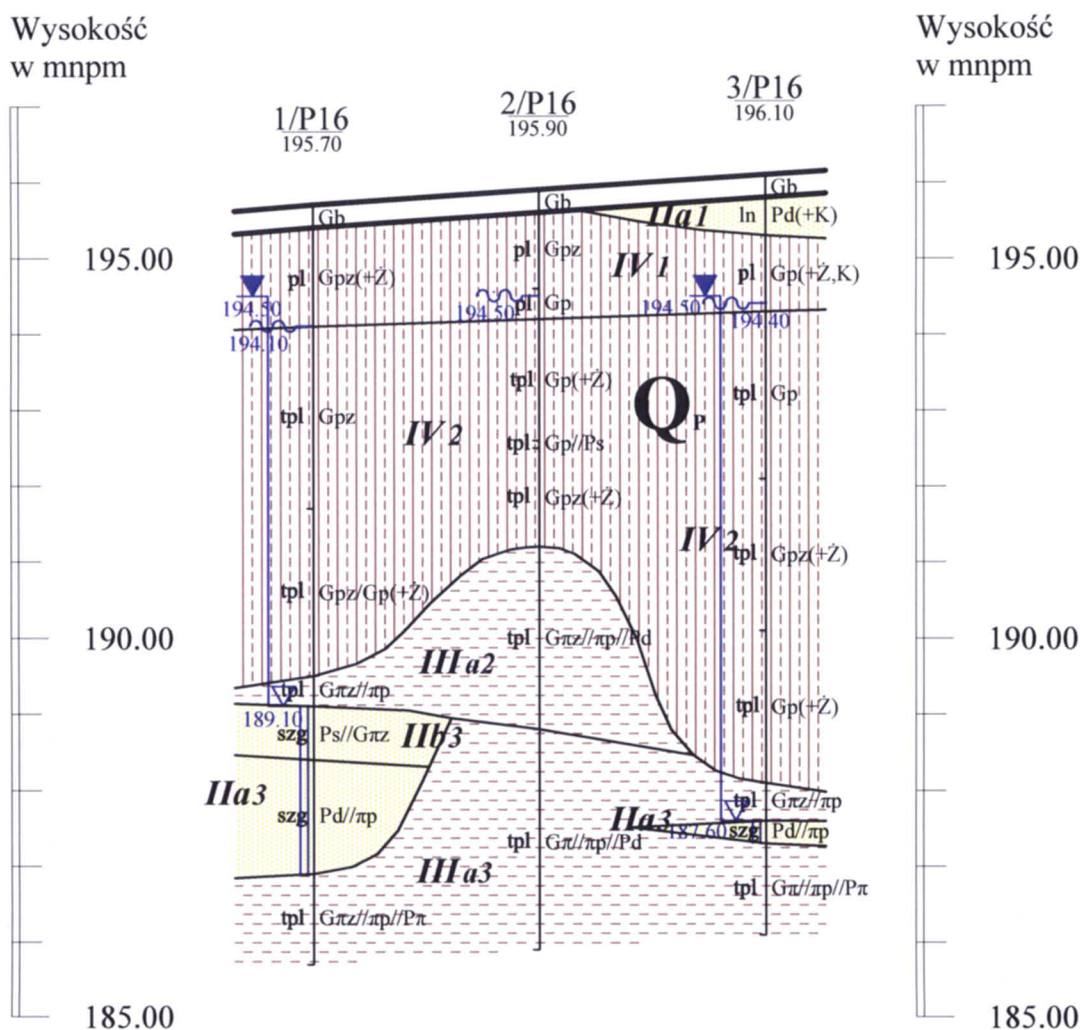 Wysokość
w mnpm
Wysokość
w mnpm
1/P16
195.70
2/P16
195.90
3/P16
196.10
Gb
Gb
Gb
IIa1
ln Pd(+K)
195.00
195.00
pl Gpz(+Ż)
pl Gpz
IV1
pl Gp(+Ż,K)
194.50
194.50
pl Gp
194.50
194.40
194.10
tpl Gpz
IV2
tpl Gp(+Ż)
Qp
tpl Gp
tpl Gp//Ps
tpl Gpz(+Ż)
IV2
tpl Gpz(+Ż)
tpl Gpz/Gp(+Ż)
190.00
190.00
IIIa2
tpl Gπz//πp//Pd
tpl Gπz//πp
189.10
szg Ps//Gπz
IIb3
tpl Gp(+Ż)
IIa3
szg Pd//πp
tpl Gπz//πp
IIa3
187.60
szg Pd//πp
tpl Gπ//πp//Pd
IIIa3
tpl Gπ//πp//Pπ
tpl Gπz//πp//Pπ
185.00
185.00